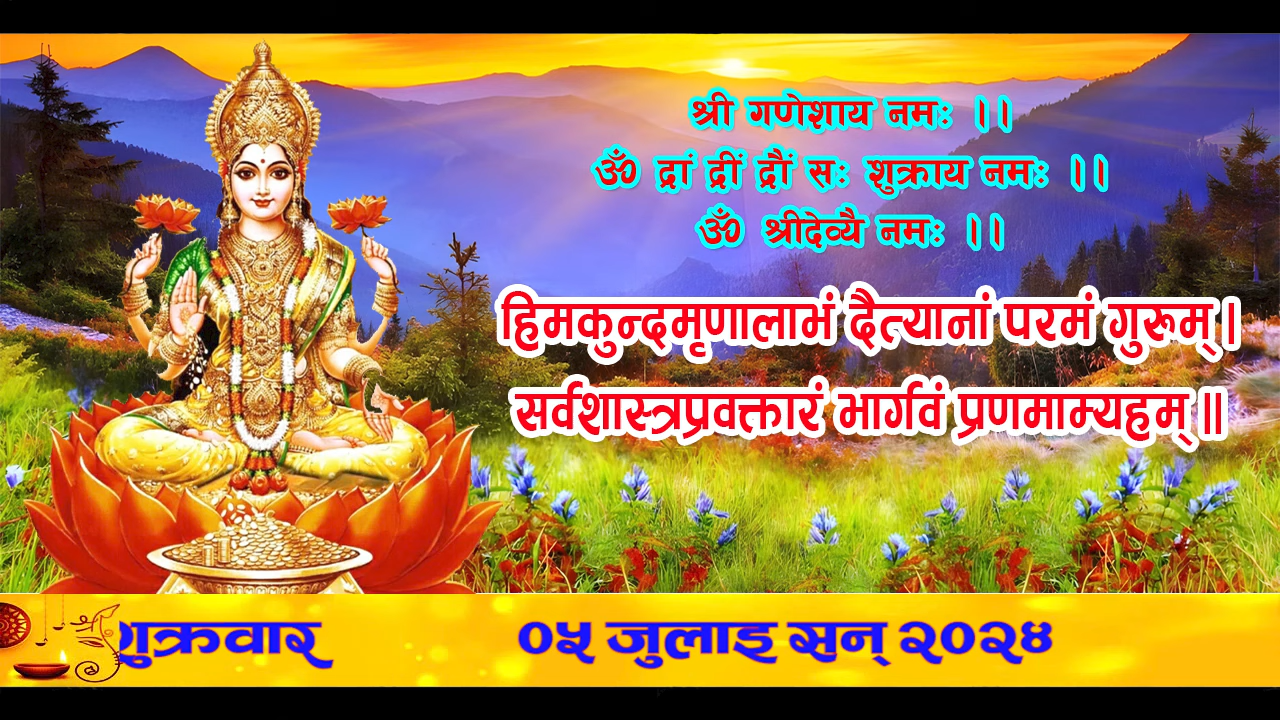 श्री गणेशाय नमः ।।
ॐ द्रां द्रीं द्रौं सः शुक्राय नमः ।।
ॐ श्रीदेव्यै नमः ।।
हिमकुन्दमृणालाभं दैत्यानां परमं गुरूम् ।
सर्वशास्त्रप्रवक्तारं भार्गवं प्रणमाम्यहम् ॥
शुक्रवार ०५ जुलाइ सन् २०२४